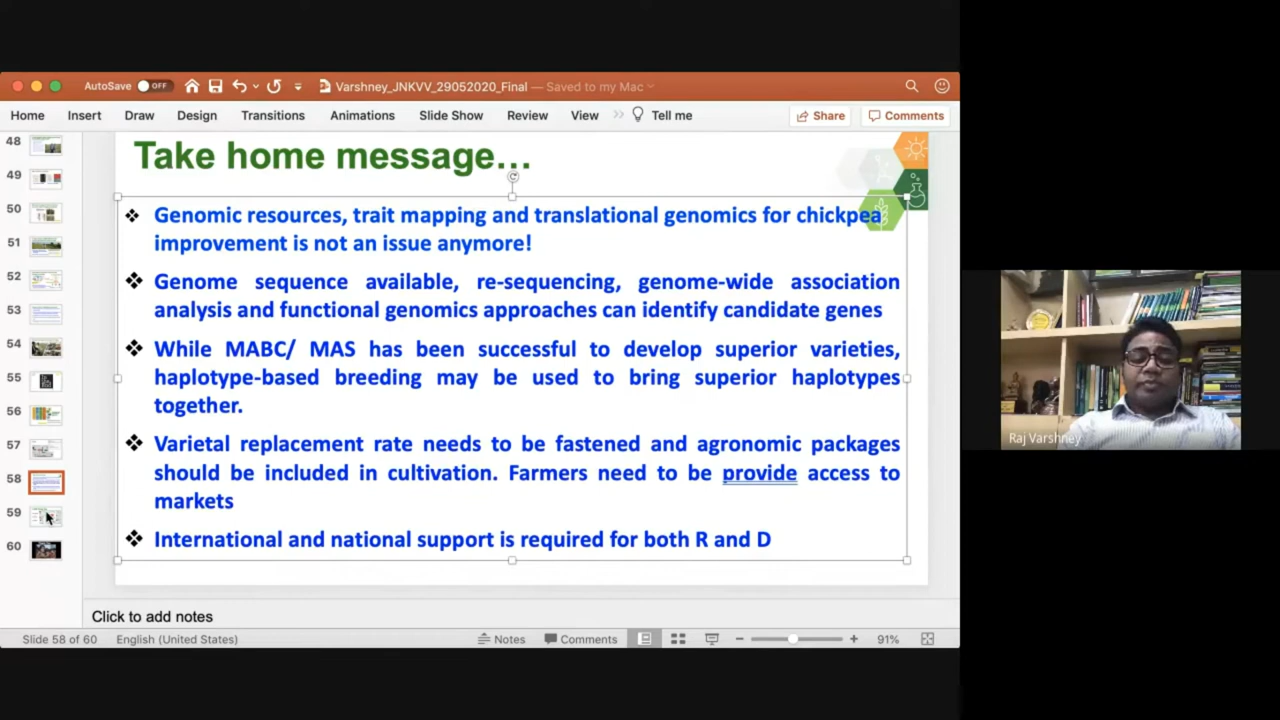 AutoSave OFF Varshney_JNKVV_29052020_Final — Saved to my Mac
Home Insert Draw Design Transitions Animations Slide Show Review View >> Tell me Share Comments
48
49
50
51
52
53
54
55
56
57
58
59
60
Take home message...
Genomic resources, trait mapping and translational genomics for chickpea
improvement is not an issue anymore!
Genome sequence available, re-sequencing, genome-wide association
analysis and functional genomics approaches can identify candidate genes
While MABC/ MAS has been successful to develop superior varieties,
haplotype-based breeding may be used to bring superior haplotypes
together.
Varietal replacement rate needs to be fastened and agronomic packages
should be included in cultivation. Farmers need to be provide access to
markets
International and national support is required for both R and D
Click to add notes
Slide 58 of 60 English (United States) Notes Comments 91%
Raj Varshney